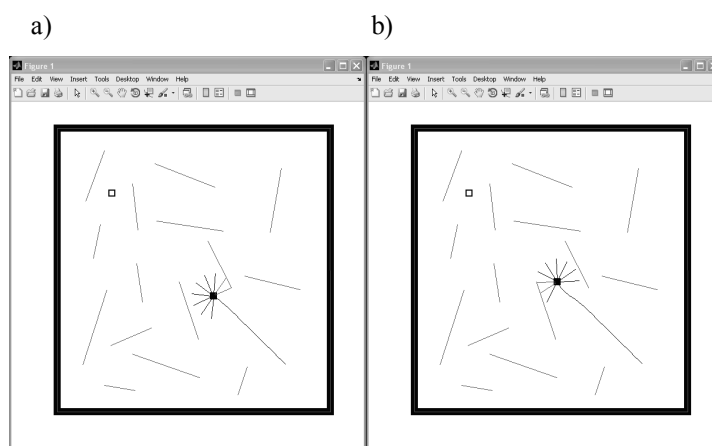 a)
b)
Figure 1
File Edit View Insert Tools Desktop Window Help
Figure 1
File Edit View Insert Tools Desktop Window Help